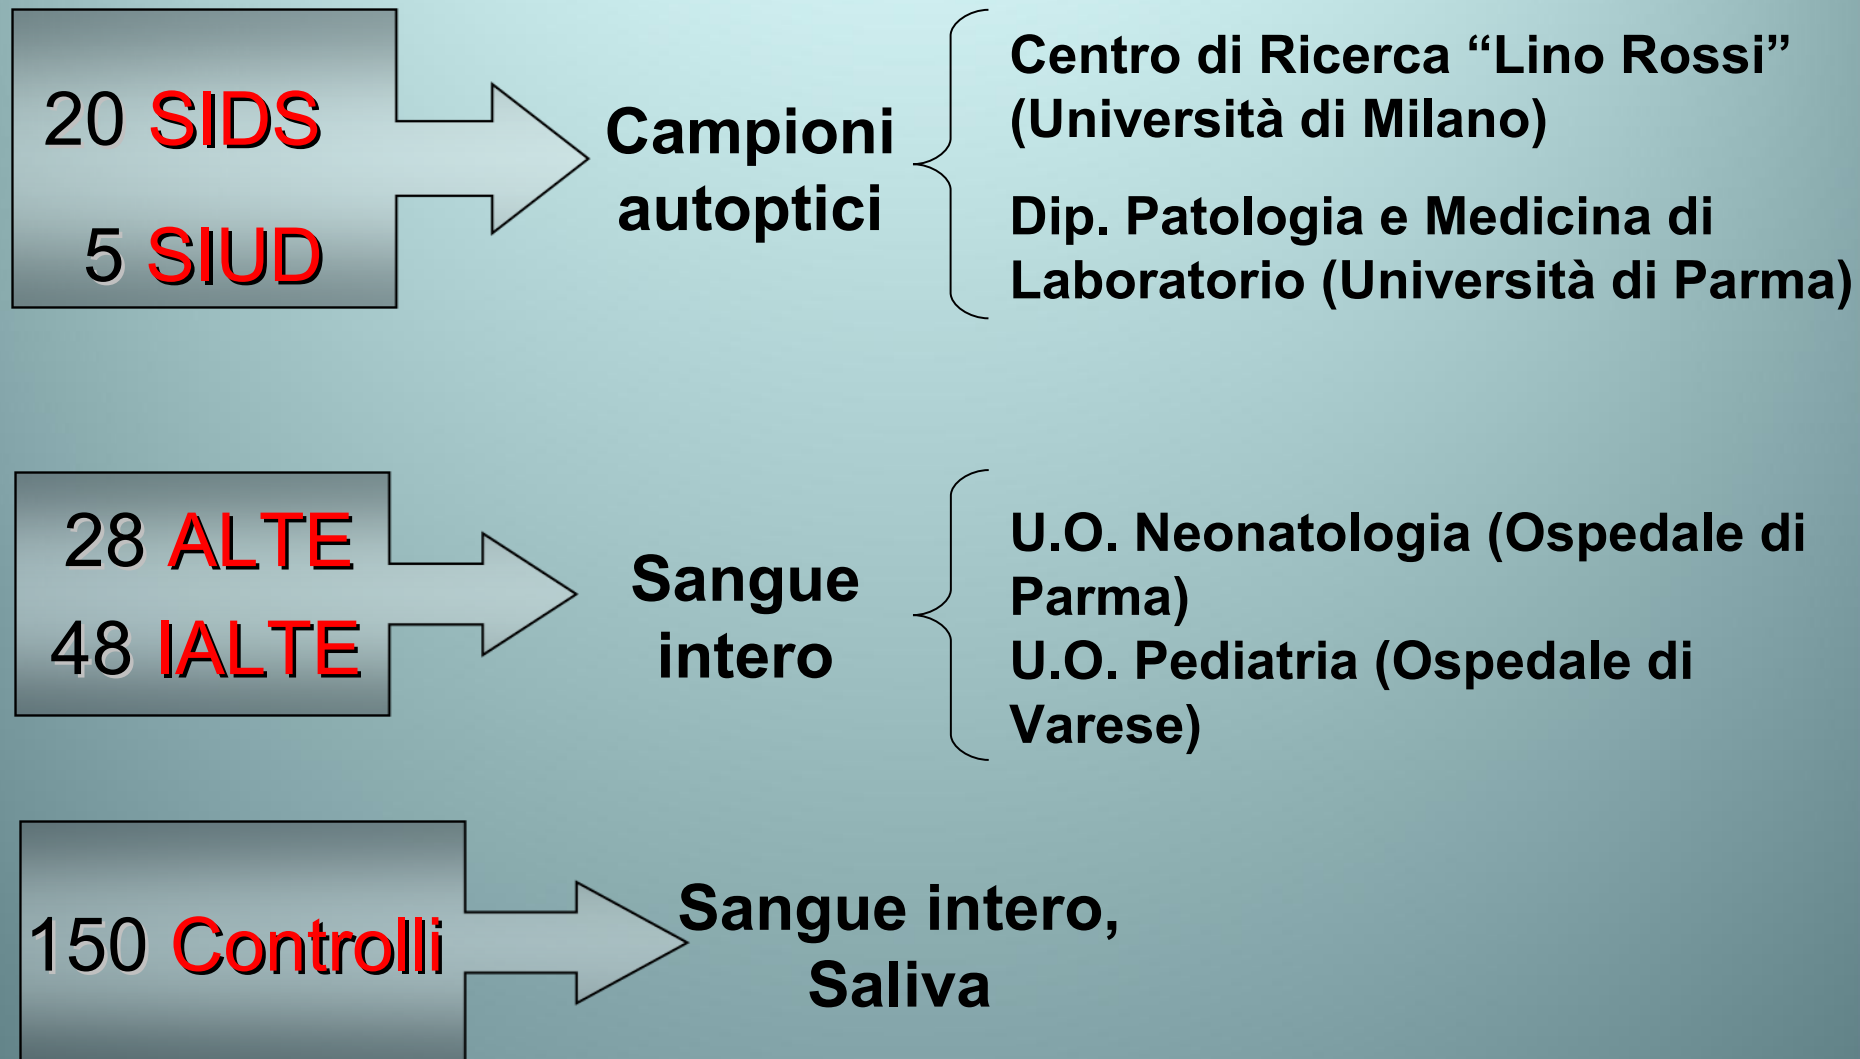 20 SIDS
5 SIUD
Campioni
autoptici
Centro di Ricerca “Lino Rossi”
(Università di Milano)
Dip. Patologia e Medicina di
Laboratorio (Università di Parma)
28 ALTE
48 IALTE
Sangue
intero
U.O. Neonatologia (Ospedale di
Parma)
U.O. Pediatria (Ospedale di
Varese)
150 Controlli
Sangue intero,
Saliva